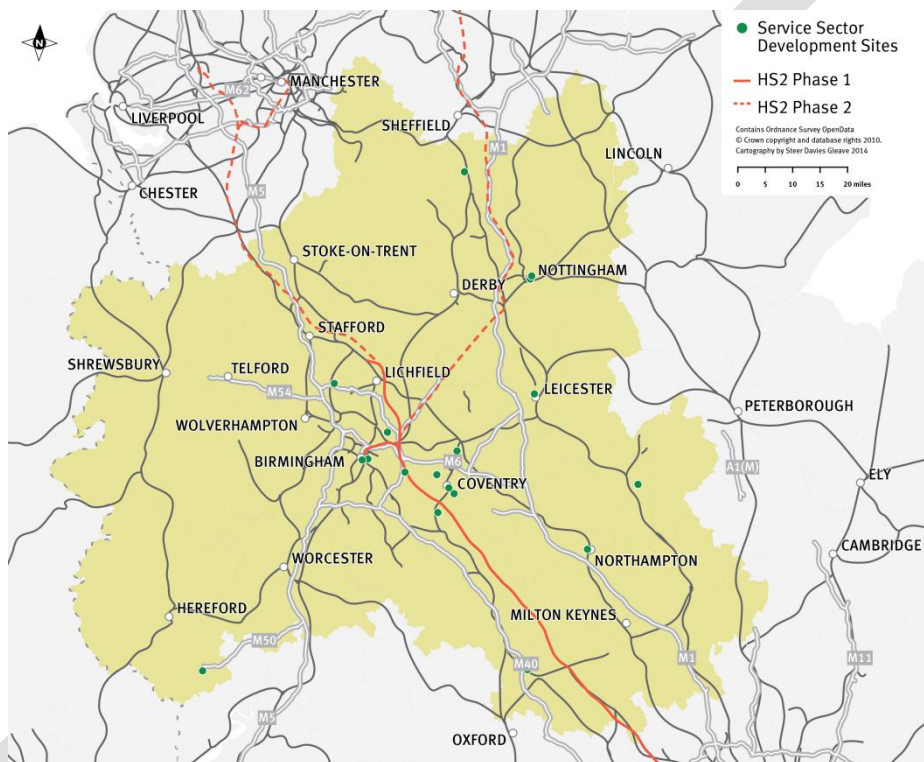 Service Sector
Development Sites
HS2 Phase 1
HS2 Phase 2
Contains Ordnance Survey OpenData
© Crown copyright and database rights 2010.
Cartography by Steer Davies Gleave 2014
0 5 10 20 miles
N
MANCHESTER
M62
LIVERPOOL
SHEFFIELD
M1
LINCOLN
CHESTER
M5
STOKE-ON-TRENT
NOTTINGHAM
DERBY
STAFFORD
SHREWSBURY
TELFORD
LICHFIELD
M54
LEICESTER
PETERBOROUGH
WOLVERHAMPTON
BIRMINGHAM
M6
A1(M)
ELY
COVENTRY
CAMBRIDGE
WORCESTER
NORTHAMPTON
HEREFORD
MILTON KEYNES
M50
M40
M1
M11
M5
OXFORD